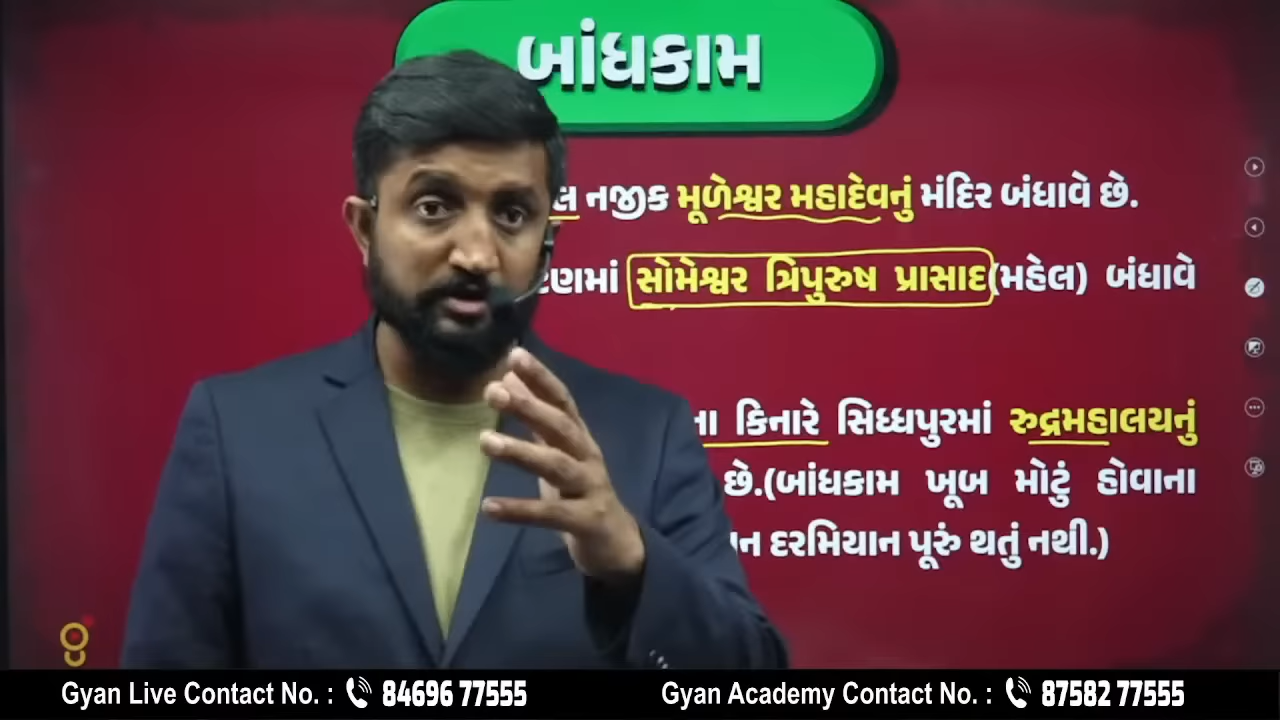 બાંધકામ
નજીક મૂળેશ્વર મહાદેવનું મંદિર બંધાવે છે.
સોમેશ્વર ત્રિપુરુષ પ્રાસાદ(મહેલ) બંધાવે
કિનારે સિધ્ધપુરમાં રુદ્રમહાલયનું
છે.(બાંધકામ ખૂબ મોટું હોવાના
દરમિયાન પૂરું થતું નથી.)
Gyan Live Contact No. : 84696 77555 Gyan Academy Contact No. : 87582 77555